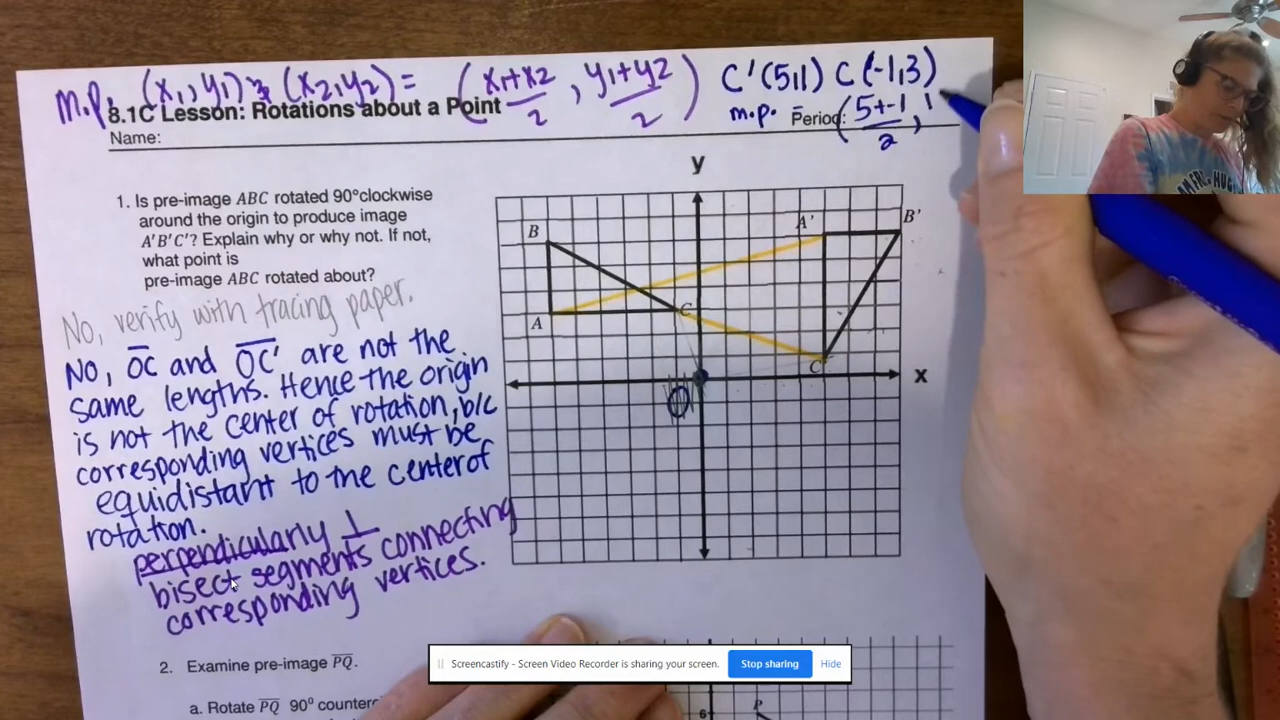 m.p. (x1, y1) & (x2, y2) = (x1+x2/2, y1+y2/2) C'(5,1) C(-1,3)
8.1C Lesson: Rotations about a Point
m.p. = (5+-1/2, 1
Name: Period:
1. Is pre-image ABC rotated 90°clockwise
around the origin to produce image
A'B'C'? Explain why or why not. If not,
what point is
pre-image ABC rotated about?
No, verify with tracing paper.
No, OC and OC' are not the
same lengths. Hence the origin
is not the center of rotation, b/c
corresponding vertices must be
equidistant to the center of
rotation.
perpendicularly ⊥
bisect segments connecting
corresponding vertices.
y
B
A'
B'
A
C
C'
x
O
2. Examine pre-image PQ.
a. Rotate PQ 90° counterc
6
P
Screencastify - Screen Video Recorder is sharing your screen.
Stop sharing
Hide